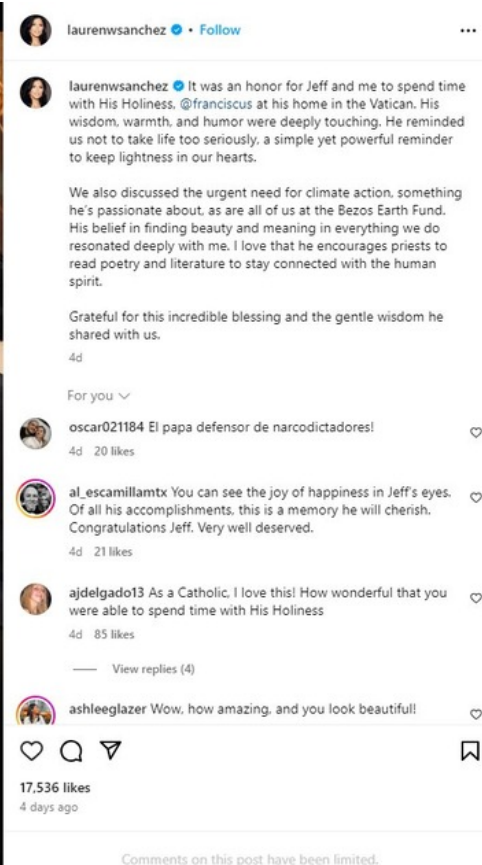 laurenwsanchez • Follow
laurenwsanchez It was an honor for Jeff and me to spend time
with His Holiness, @franciscus at his home in the Vatican. His
wisdom, warmth, and humor were deeply touching. He reminded
us not to take life too seriously, a simple yet powerful reminder
to keep lightness in our hearts.
We also discussed the urgent need for climate action, something
he's passionate about, as are all of us at the Bezos Earth Fund.
His belief in finding beauty and meaning in everything we do
resonated deeply with me. I love that he encourages priests to
read poetry and literature to stay connected with the human
spirit.
Grateful for this incredible blessing and the gentle wisdom he
shared with us.
4d
For you
oscar021184 El papa defensor de narcodictadores!
4d 20 likes
al_escamillamtx You can see the joy of happiness in Jeff's eyes.
Of all his accomplishments, this is a memory he will cherish.
Congratulations Jeff. Very well deserved.
4d 21 likes
ajdelgado13 As a Catholic, I love this! How wonderful that you
were able to spend time with His Holiness
4d 85 likes
View replies (4)
ashleeglazer Wow, how amazing, and you look beautiful!
17,536 likes
4 days ago
Comments on this post have been limited.